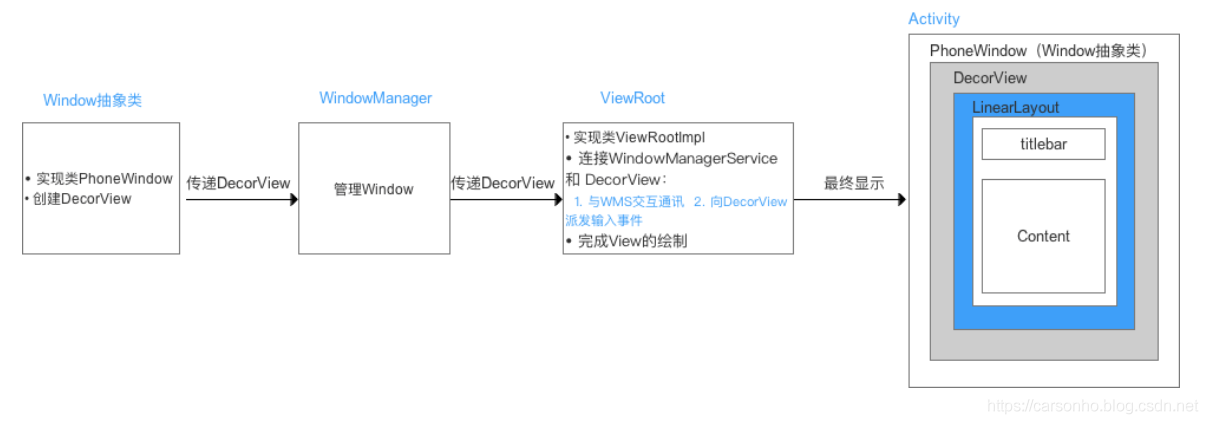 Window抽象类
• 实现类PhoneWindow
• 创建DecorView
传递DecorView
WindowManager
管理Window
传递DecorView
ViewRoot
• 实现类ViewRootImpl
• 连接WindowManagerService
和 DecorView：
1. 与WMS交互通讯 2. 向DecorView
派发输入事件
• 完成View的绘制
最终显示
Activity
PhoneWindow（Window抽象类）
DecorView
LinearLayout
titlebar
Content
https://carsonho.blog.csdn.net